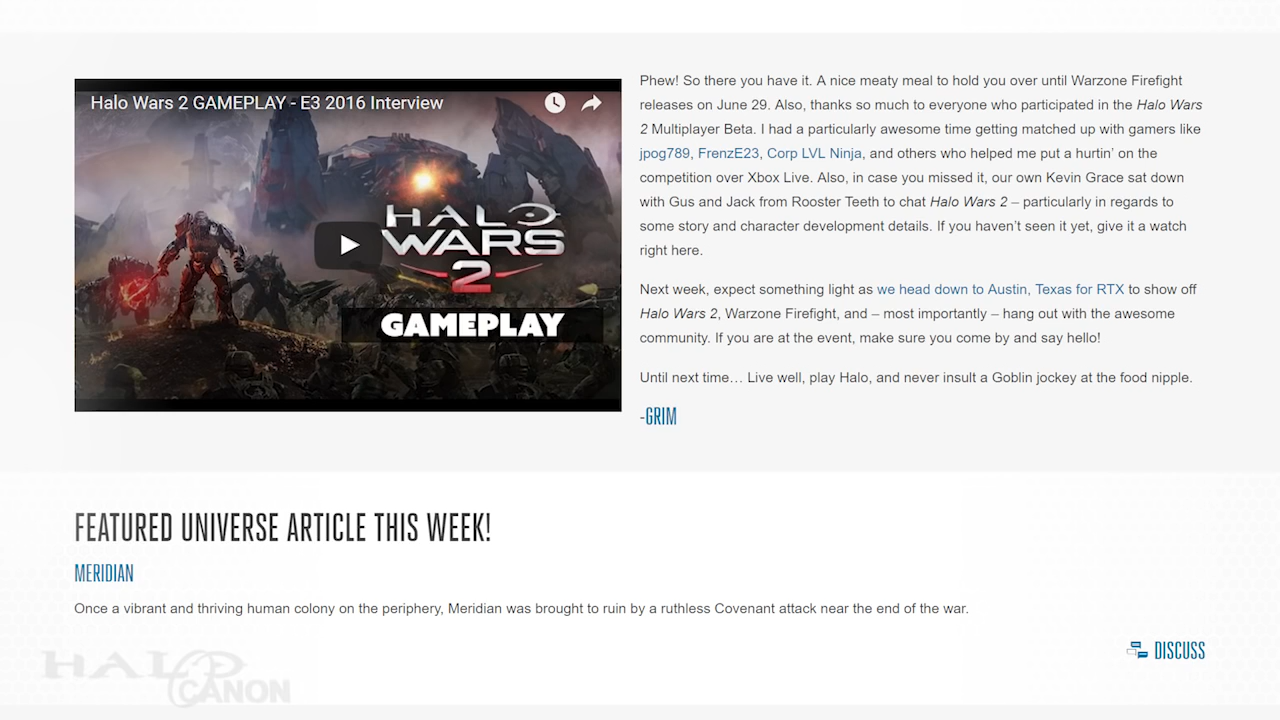 Halo Wars 2 GAMEPLAY - E3 2016 Interview
HALO
WARS
2
GAMEPLAY
Phew! So there you have it. A nice meaty meal to hold you over until Warzone Firefight
releases on June 29. Also, thanks so much to everyone who participated in the Halo Wars
2 Multiplayer Beta. I had a particularly awesome time getting matched up with gamers like
jpog789, FrenzE23, Corp LVL Ninja, and others who helped me put a hurtin’ on the
competition over Xbox Live. Also, in case you missed it, our own Kevin Grace sat down
with Gus and Jack from Rooster Teeth to chat Halo Wars 2 – particularly in regards to
some story and character development details. If you haven’t seen it yet, give it a watch
right here.
Next week, expect something light as we head down to Austin, Texas for RTX to show off
Halo Wars 2, Warzone Firefight, and – most importantly – hang out with the awesome
community. If you are at the event, make sure you come by and say hello!
Until next time… Live well, play Halo, and never insult a Goblin jockey at the food nipple.
-GRIM
FEATURED UNIVERSE ARTICLE THIS WEEK!
MERIDIAN
Once a vibrant and thriving human colony on the periphery, Meridian was brought to ruin by a ruthless Covenant attack near the end of the war.
DISCUSS
HALO
CANON